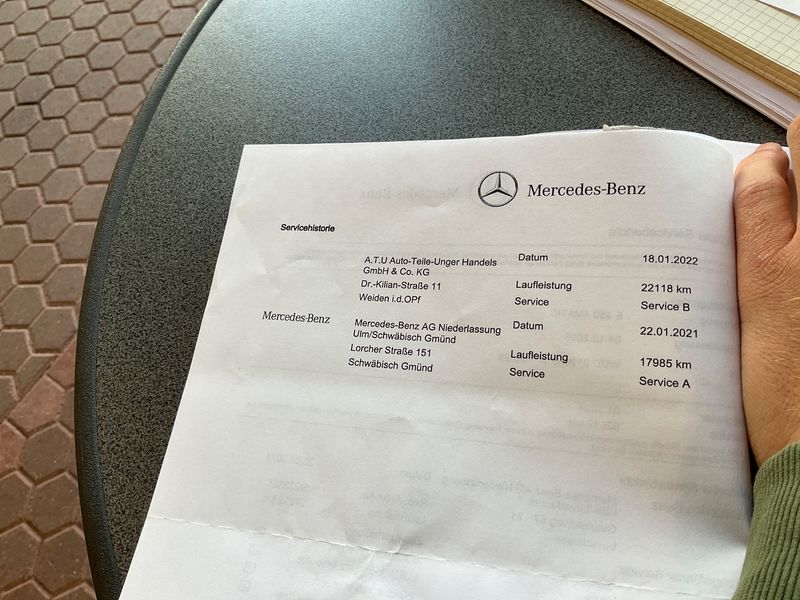 Mercedes-Benz
Servicehistorie
A.T.U Auto-Teile-Unger Handels GmbH & Co. KG
Dr.-Kilian-Straße 11
Weiden i.d.OPf
Datum 18.01.2022
Laufleistung 22118 km
Service Service B
Mercedes-Benz
Mercedes-Benz AG Niederlassung
Ulm/Schwäbisch Gmünd
Lorcher Straße 151
Schwäbisch Gmünd
Datum 22.01.2021
Laufleistung 17985 km
Service Service A